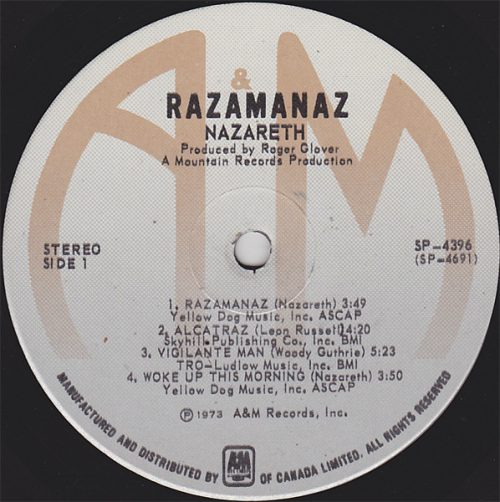 A & M
RAZAMANAZ
NAZARETH
Produced by Roger Glover
A Mountain Records Production
STEREO
SIDE 1
SP-4396
(SP-4691)
1. RAZAMANAZ (Nazareth) 3:49
Yellow Dog Music, Inc. ASCAP
2. ALCATRAZ (Leon Russel)4:20
Skyhill Publishing Co., Inc. BMI
3. VIGILANTE MAN (Woody Guthrie) 5:23
TRO-Ludlow Music, Inc. BMI
4. WOKE UP THIS MORNING (Nazareth) 3:50
Yellow Dog Music, Inc. ASCAP
℗ 1973 A&M Records, Inc.
MANUFACTURED AND DISTRIBUTED BY A&M RECORDS OF CANADA LIMITED. ALL RIGHTS RESERVED